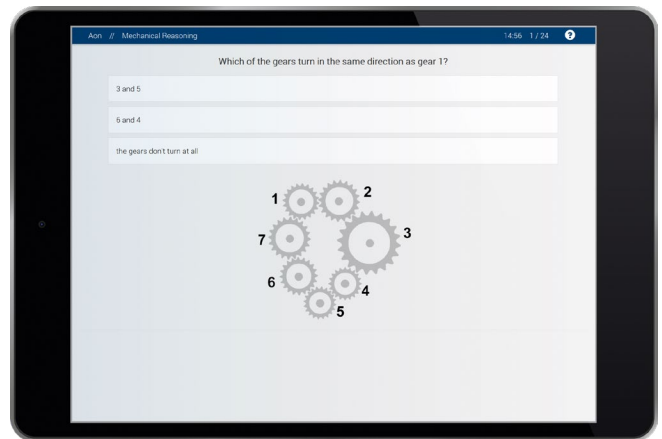 Aon // Mechanical Reasoning 14:56 1 / 24 ?
Which of the gears turn in the same direction as gear 1?
3 and 5
6 and 4
the gears don't turn at all
1
2
3
7
6
4
5